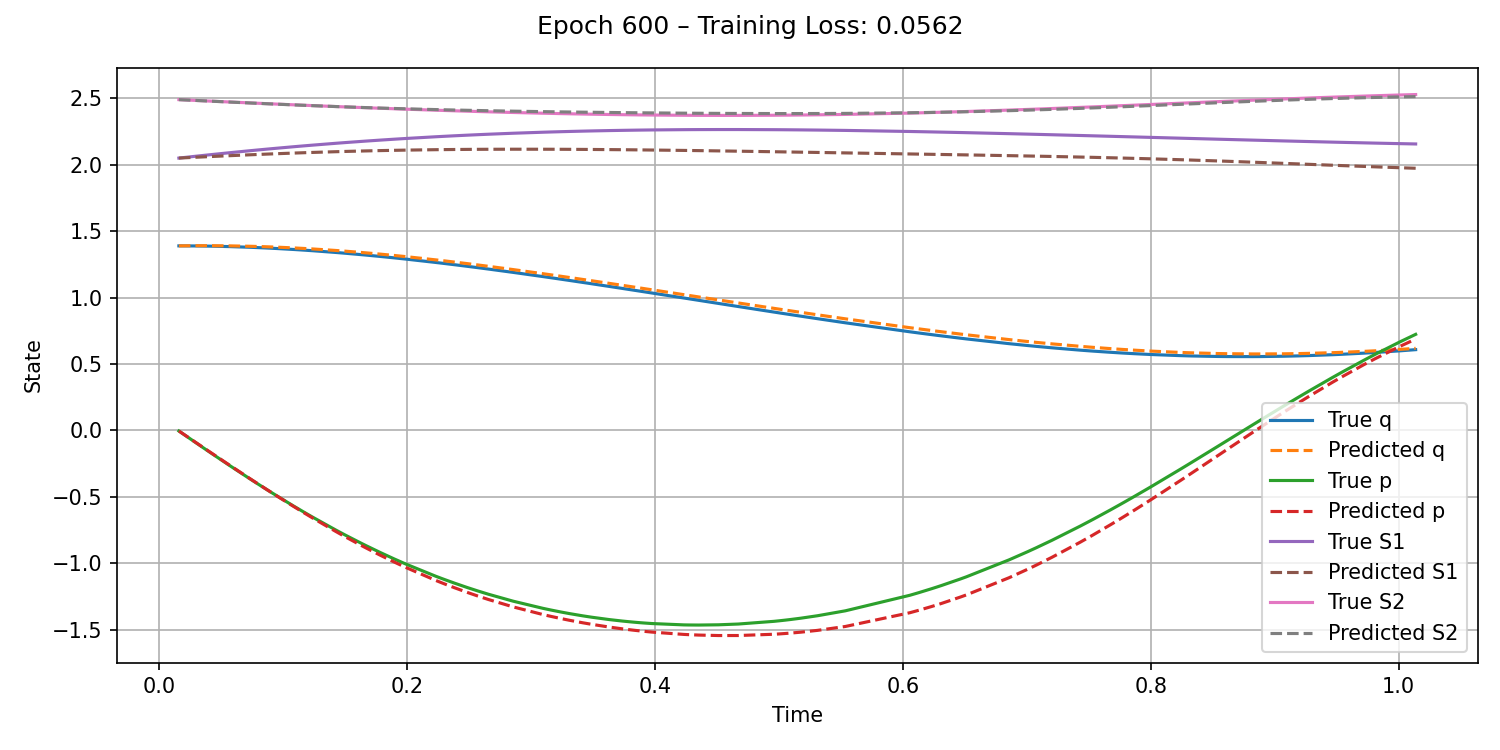 Epoch 600 – Training Loss: 0.0562
2.5
2.0
1.5
1.0
0.5
0.0
−0.5
−1.0
−1.5
State
0.0 0.2 0.4 0.6 0.8 1.0
Time
True q
Predicted q
True p
Predicted p
True S1
Predicted S1
True S2
Predicted S2